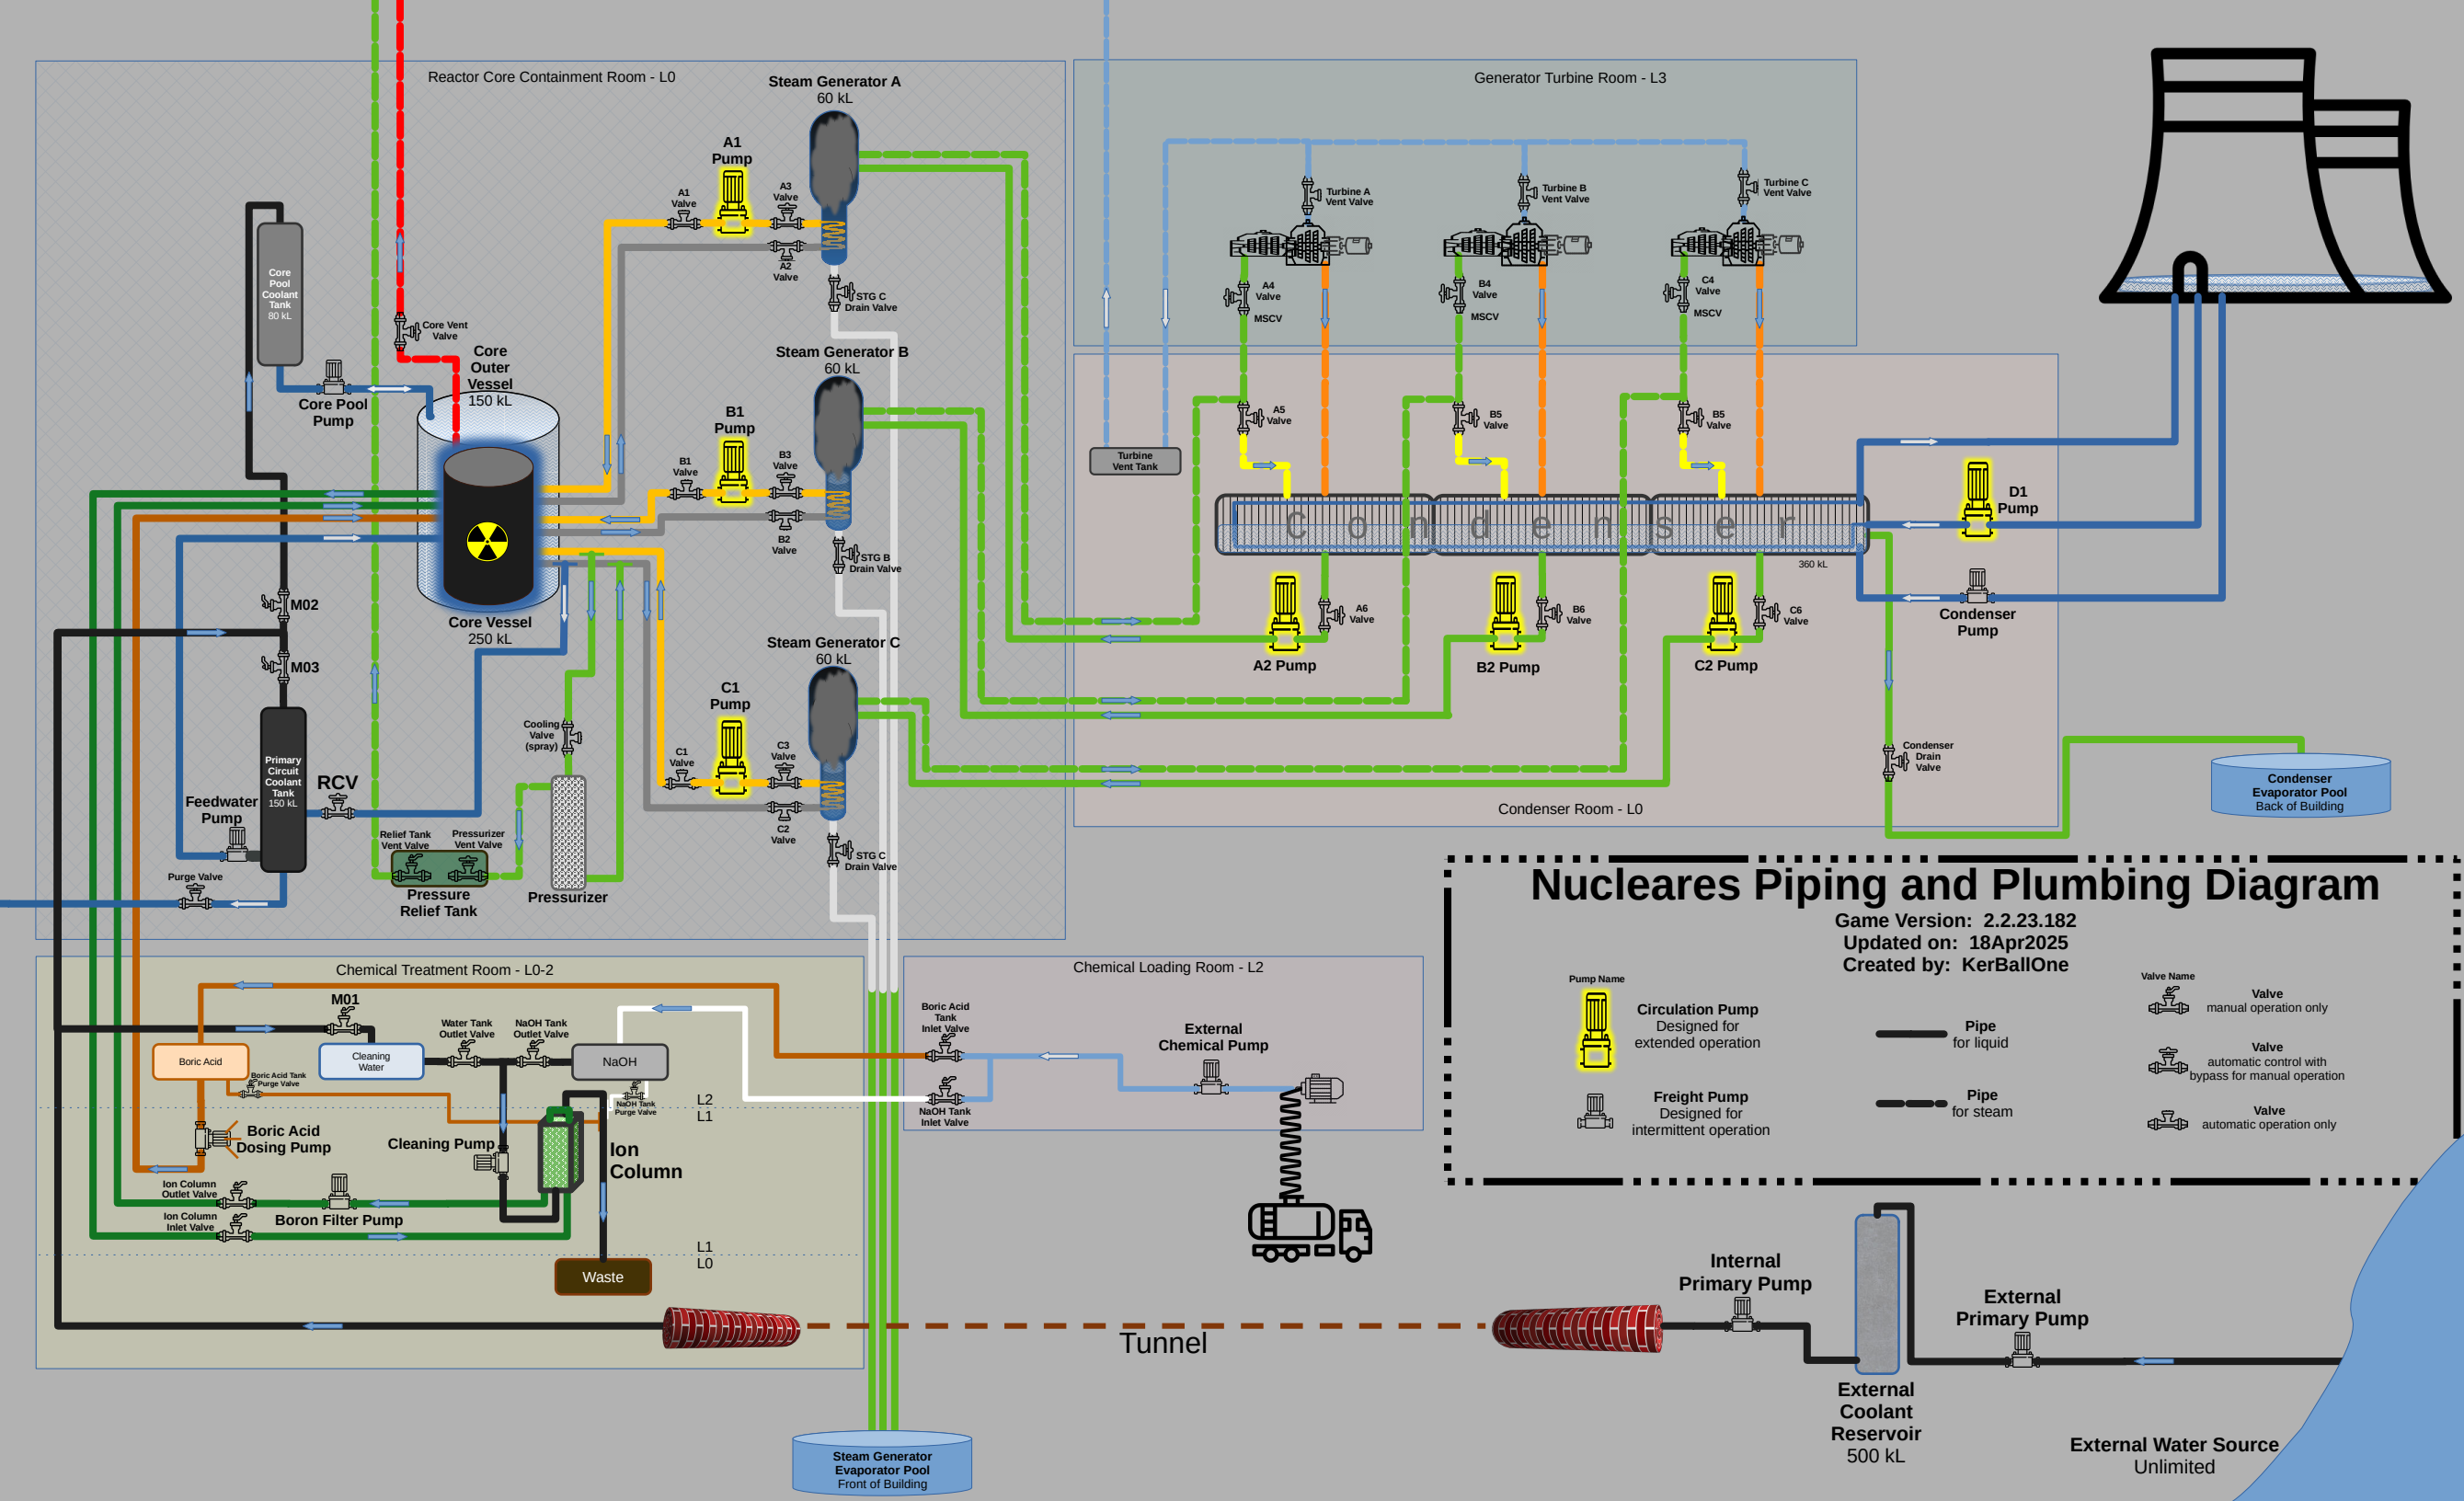 Reactor Core Containment Room - L0
Steam Generator A
60 kL
A1
Pump
A1
Valve
A3
Valve
A2
Valve
STG C
Drain Valve
Core
Pool
Coolant
Tank
80 kL
Core Vent
Valve
Core Pool
Pump
Core
Outer
Vessel
150 kL
Steam Generator B
60 kL
B1
Pump
B1
Valve
B3
Valve
B2
Valve
STG B
Drain Valve
Core Vessel
250 kL
M02
M03
Steam Generator C
60 kL
C1
Pump
C1
Valve
C3
Valve
C2
Valve
STG C
Drain Valve
Cooling
Valve
(spray)
Primary
Circuit
Coolant
Tank
150 kL
RCV
Feedwater
Pump
Purge Valve
Relief Tank
Vent Valve
Pressurizer
Vent Valve
Pressure
Relief Tank
Pressurizer
Generator Turbine Room - L3
Turbine A
Vent Valve
Turbine B
Vent Valve
Turbine C
Vent Valve
A4
Valve
MSCV
B4
Valve
MSCV
C4
Valve
MSCV
A5
Valve
B5
Valve
B5
Valve
Turbine
Vent Tank
Condenser
360 kL
D1
Pump
Condenser
Pump
A6
Valve
B6
Valve
C6
Valve
A2 Pump
B2 Pump
C2 Pump
Condenser
Drain
Valve
Condenser Room - L0
Condenser
Evaporator Pool
Back of Building
Nucleares Piping and Plumbing Diagram
Game Version: 2.2.23.182
Updated on: 18Apr2025
Created by: KerBallOne
Pump Name
Circulation Pump
Designed for
extended operation
Freight Pump
Designed for
intermittent operation
Pipe
for liquid
Pipe
for steam
Valve Name
Valve
manual operation only
Valve
automatic control with
bypass for manual operation
Valve
automatic operation only
Chemical Treatment Room - L0-2
M01
Water Tank
Outlet Valve
NaOH Tank
Outlet Valve
Boric Acid
Cleaning
Water
NaOH
Boric Acid Tank
Purge Valve
NaOH Tank
Purge Valve
L2
L1
Boric Acid
Dosing Pump
Cleaning Pump
Ion
Column
Ion Column
Outlet Valve
Boron Filter Pump
Ion Column
Inlet Valve
L1
L0
Waste
Chemical Loading Room - L2
Boric Acid
Tank
Inlet Valve
External
Chemical Pump
NaOH Tank
Inlet Valve
Tunnel
Internal
Primary Pump
External
Primary Pump
External
Coolant
Reservoir
500 kL
External Water Source
Unlimited
Steam Generator
Evaporator Pool
Front of Building